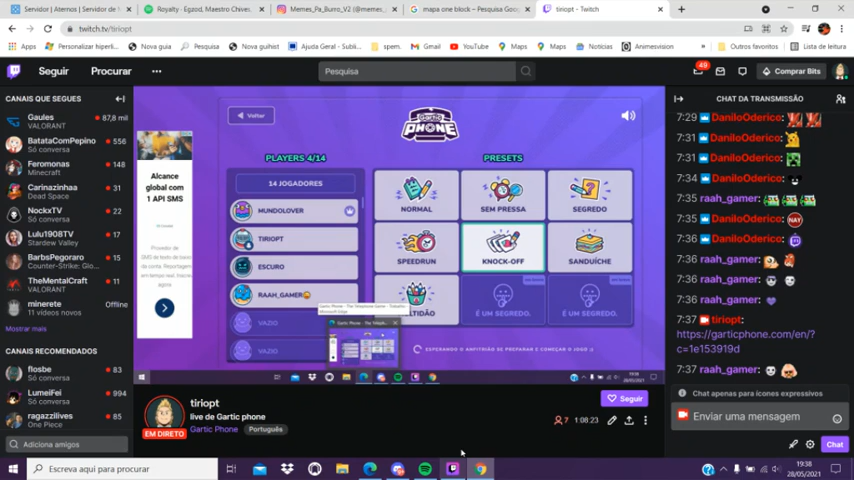 Servidor | Aternos | Servidor de M
Royalty - Egzod, Maestro Chives,
Memes_Pa_Burro_V2 (@memes_
mapa one block – Pesquisa Goog
tiriopt - Twitch
twitch.tv/tiriopt
Apps
Personalizar hiperlig...
Nova guia
Pesquisa
Nova guihost
Ajuda Geral - Subli...
YouTube
Maps
Notícias
Animesvision
Outros favoritos
Lista de leitura
Seguir
Procurar
Pesquisa
49
Comprar Bits
CANAIS QUE SEGUES
Gaules
87,8 mil
VALORANT
BatataComPepino
556
Só conversa
Feromonas
148
Minecraft
Carinazinhaa
31
Dead Space
NockxTV
22
Só conversa
Lulu1908TV
17
Stardew Valley
BarbsPegoraro
22
Counter-Strike: Glo...
TheMentalCraft
11
VALORANT
minerete
Offline
11 vídeos novos
Mostrar mais
CANAIS RECOMENDADOS
flosbe
83
Só conversa
LumeiFei
994
Só conversa
ragazzilives
85
One Piece
Adiciona amigos
Alcance
global com
1 API SMS
Provedor de
Voltar
Gartic
PHONE
PLAYERS 4/14
14 JOGADORES
MUNDOLOVER
TIRIOPT
ESCURO
RAAH_GAMER
VAZIO
VAZIO
PRESETS
NORMAL
SEM PRESSA
SEGREDO
SPEEDRUN
KNOCK-OFF
SANDUÍCHE
É UM SEGREDO.
É UM SEGREDO.
ESPERANDO O ANFITRIÃO SE PREPARAR E COMEÇAR O JOGO
tiriopt
live de Gartic phone
Gartic Phone
Português
EM DIRETO
Seguir
7
1:08:23
CHAT DA TRANSMISSÃO
7:29 DaniloOderico:
7:31 DaniloOderico:
7:31 DaniloOderico:
7:34 DaniloOderico:
7:35 raah_gamer:
7:35 DaniloOderico: NAY
7:36 DaniloOderico:
7:36 raah_gamer:
7:36 raah_gamer:
7:36 raah_gamer:
7:37 tiriopt:
https://garticphone.com/en/?
c=1e153919d
7:37 raah_gamer:
Chat apenas para ícones expressivos
Enviar uma mensagem
Chat
Escreve aqui para procurar
19:38
28/05/2021